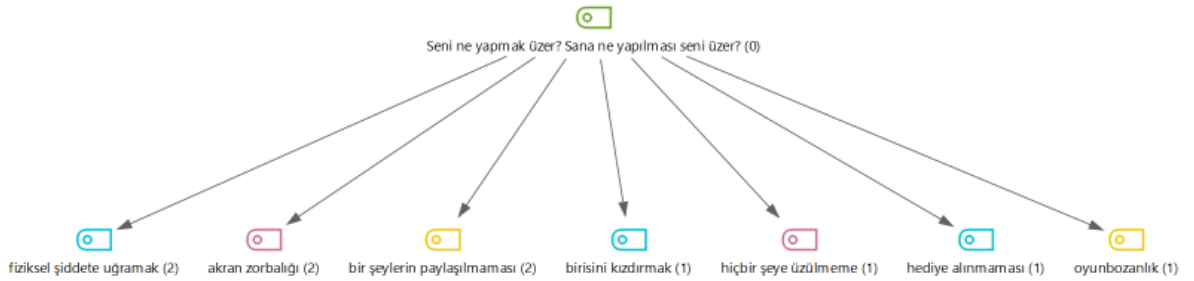 Seni ne yapmak üzer? Sana ne yapılması seni üzer? (0)
fiziksel şiddete uğramak (2)
akran zorbalığı (2)
bir şeylerin paylaşılmaması (2)
birisini kızdırmak (1)
hiçbir şeye üzülmeme (1)
hediye alınmaması (1)
oyunbozanlık (1)